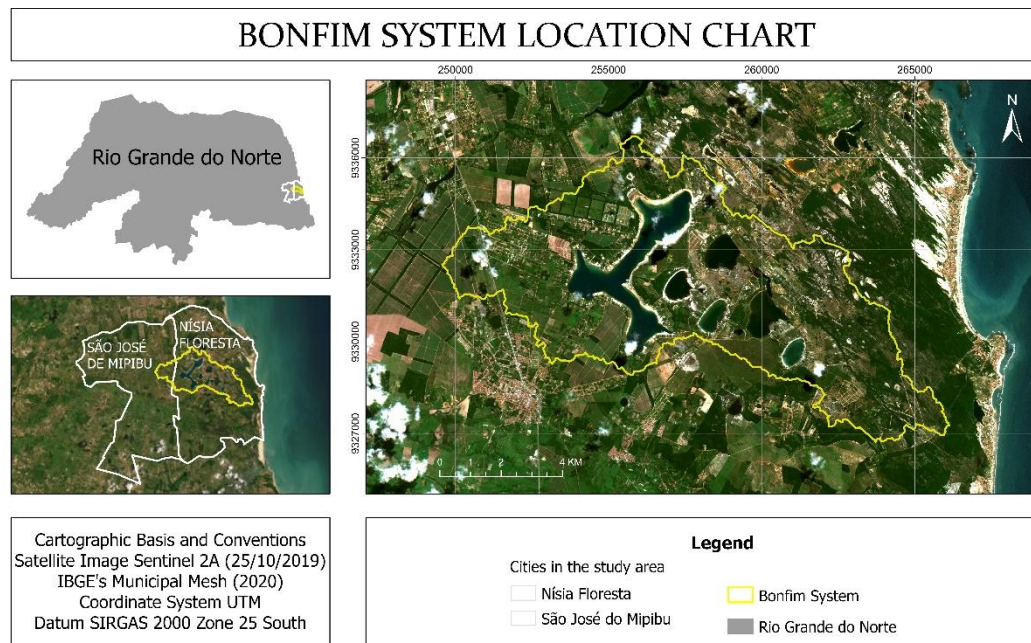 BONFIM SYSTEM LOCATION CHART
Rio Grande do Norte
250000 255000 260000 265000
N
9336000
9333000
9330000
9327000
0 2 4 KM
SÃO JOSÉ
DE MIPIBU
NÍSIA
FLORESTA
Cartographic Basis and Conventions
Satellite Image Sentinel 2A (25/10/2019)
IBGE's Municipal Mesh (2020)
Coordinate System UTM
Datum SIRGAS 2000 Zone 25 South
Legend
Cities in the study area
Nísia Floresta
São José do Mipibu
Bonfim System
Rio Grande do Norte